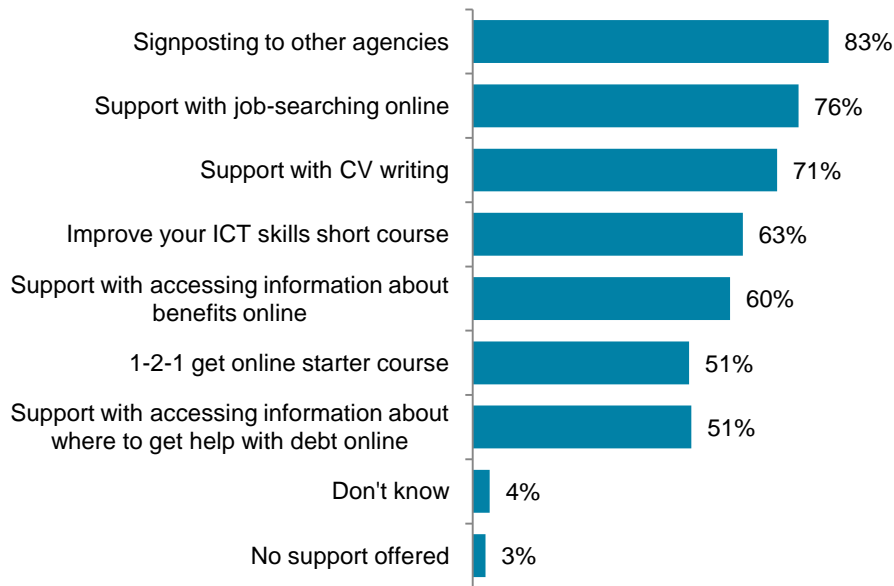 Signposting to other agencies 83%
Support with job-searching online 76%
Support with CV writing 71%
Improve your ICT skills short course 63%
Support with accessing information about
benefits online 60%
1-2-1 get online starter course 51%
Support with accessing information about
where to get help with debt online 51%
Don't know 4%
No support offered 3%